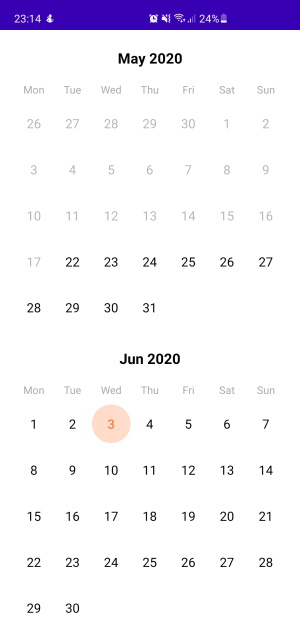 23:14 24%
May 2020
Mon Tue Wed Thu Fri Sat Sun
26 27 28 29 30 1 2
3 4 5 6 7 8 9
10 11 12 13 14 15 16
17 22 23 24 25 26 27
28 29 30 31
Jun 2020
Mon Tue Wed Thu Fri Sat Sun
1 2 3 4 5 6 7
8 9 10 11 12 13 14
15 16 17 18 19 20 21
22 23 24 25 26 27 28
29 30